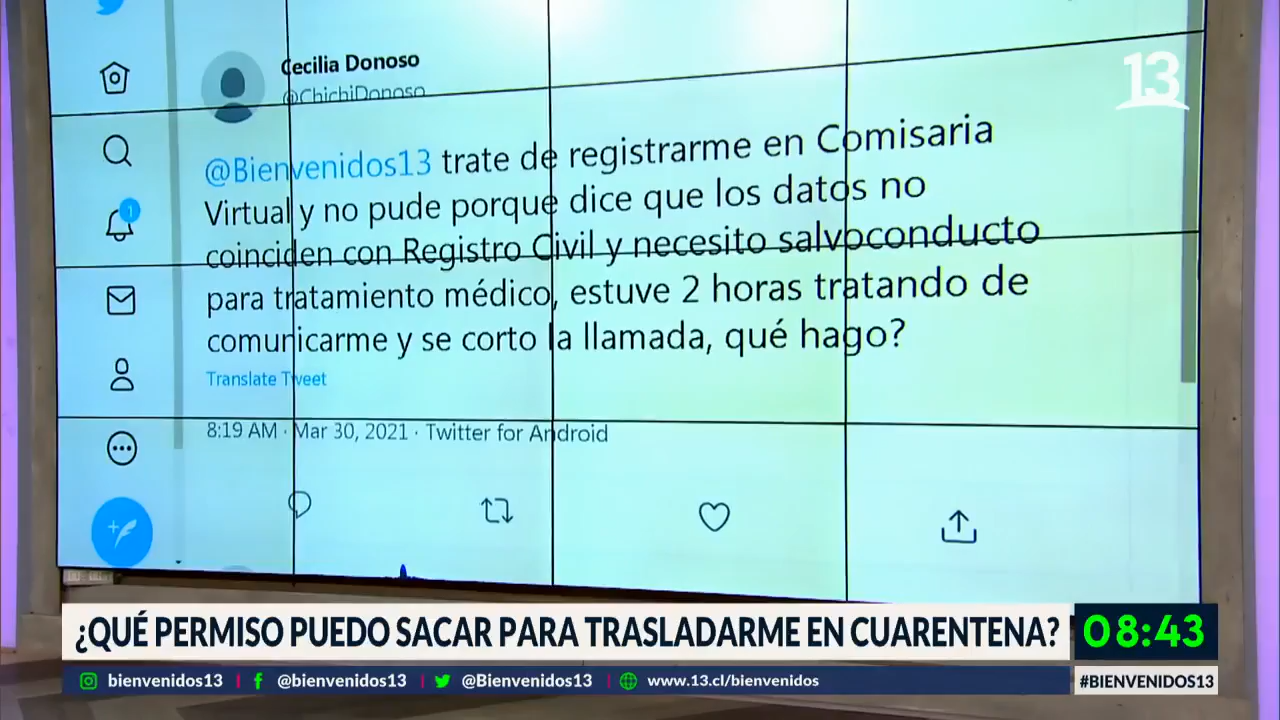 13
Cecilia Donoso
@ChichiDonoso
@Bienvenidos13 trate de registrarme en Comisaria
Virtual y no pude porque dice que los datos no
coinciden con Registro Civil y necesito salvoconducto
para tratamiento médico, estuve 2 horas tratando de
comunicarme y se corto la llamada, qué hago?
Translate Tweet
8:19 AM · Mar 30, 2021 · Twitter for Android
1
¿QUÉ PERMISO PUEDO SACAR PARA TRASLADARME EN CUARENTENA?
08:43
bienvenidos13 | @bienvenidos13 | @Bienvenidos13 | www.13.cl/bienvenidos
#BIENVENIDOS13